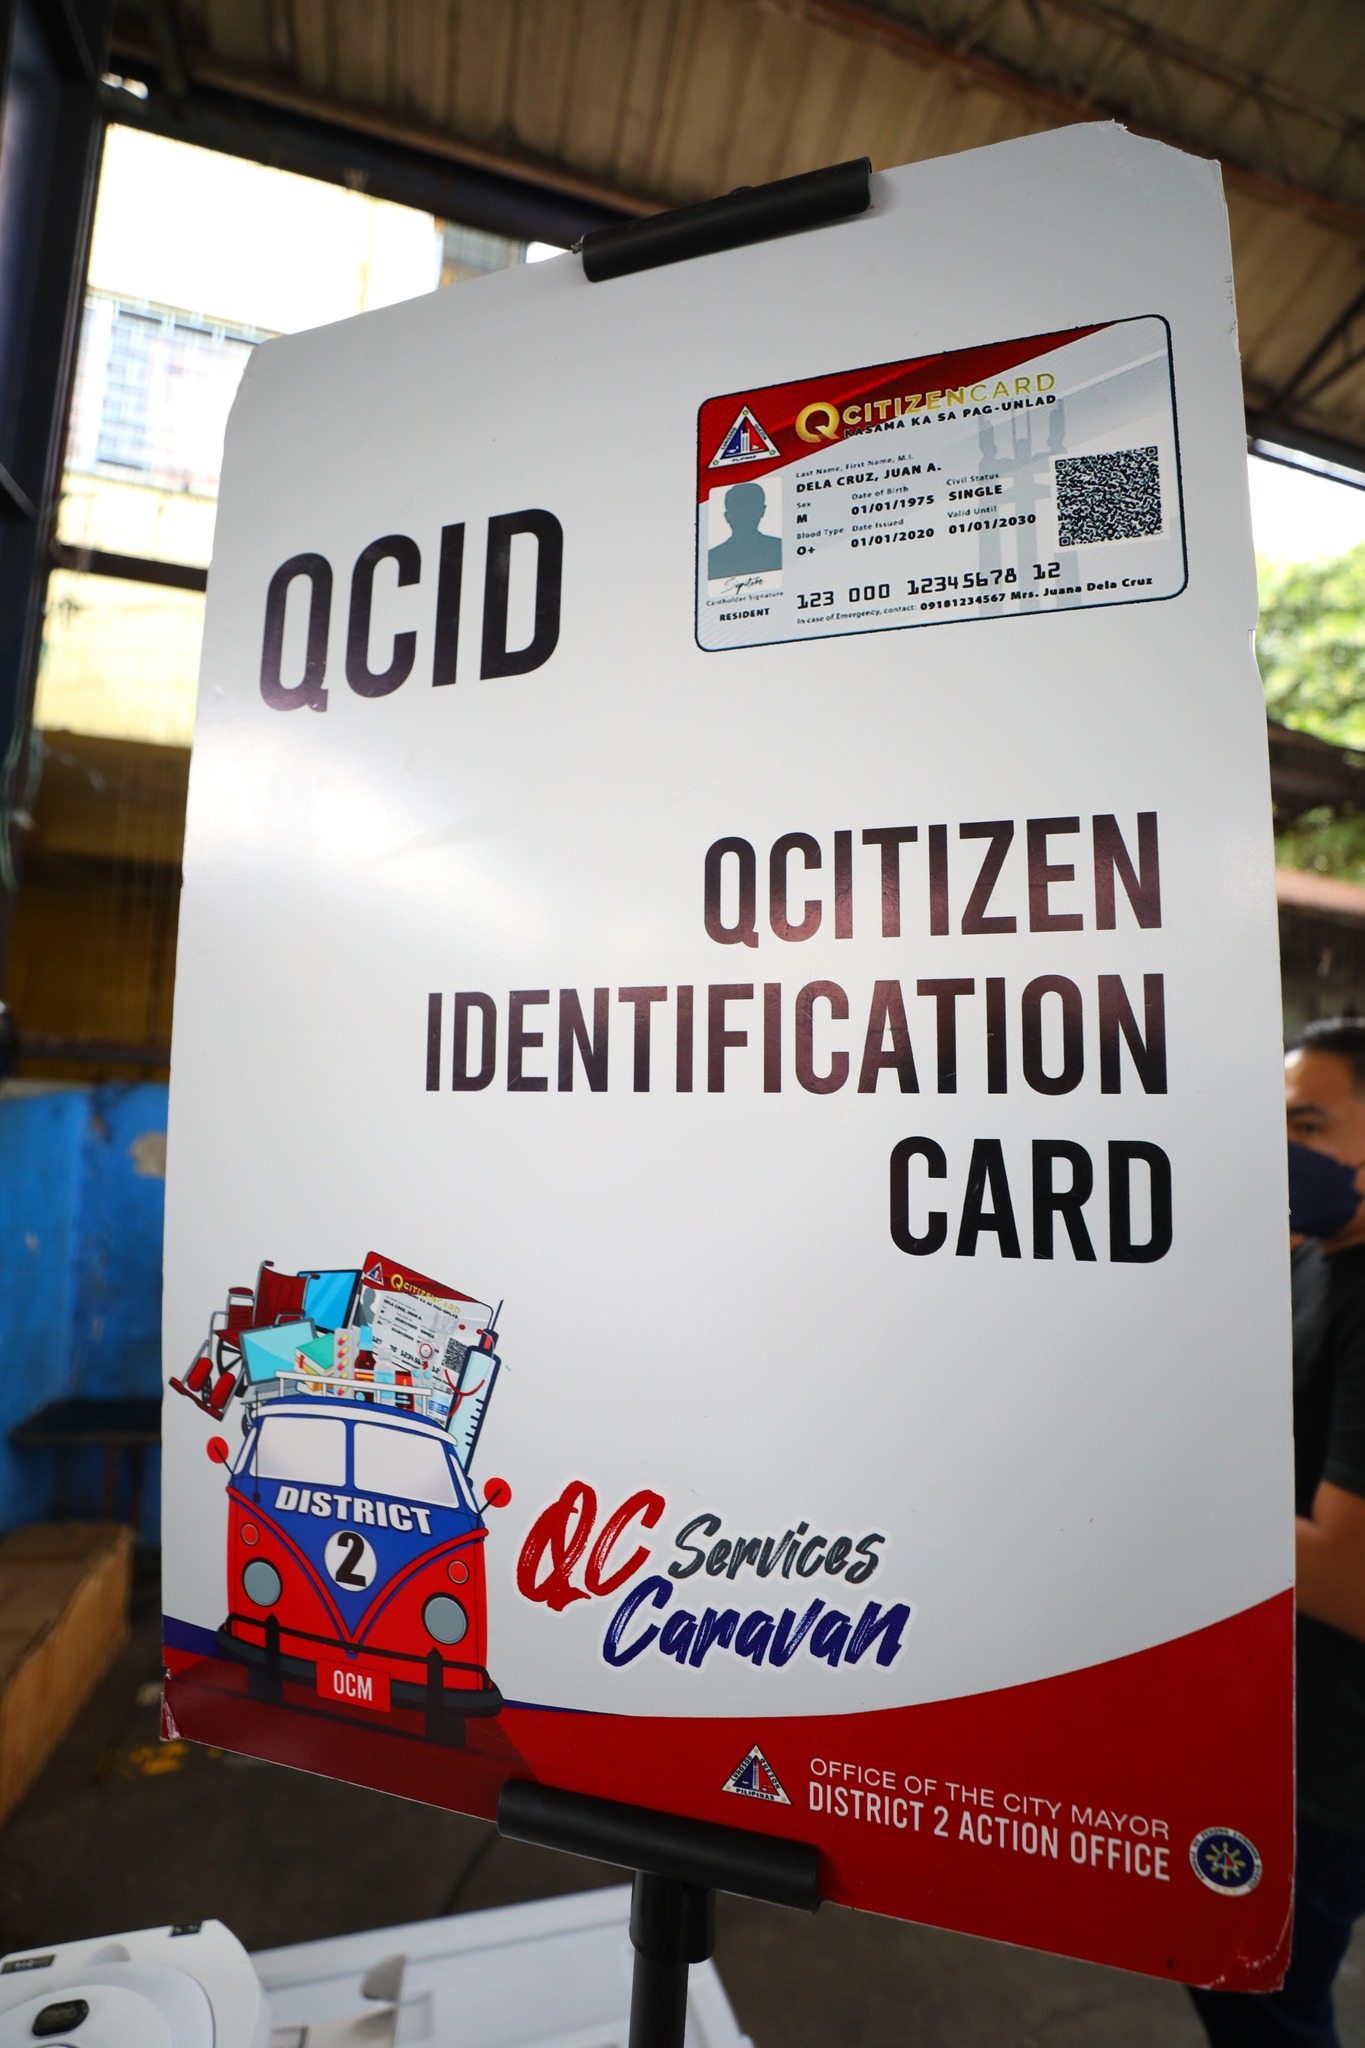 QCITIZENCARD
KASAMA KA SA PAG-UNLAD
Last Name, First Name, M.I.
DELA CRUZ, JUAN A.
Sex
Date of Birth
Civil Status
M
01/01/1975
SINGLE
Blood Type
Date Issued
Valid Until
O+
01/01/2020
01/01/2030
Cardholder Signature
RESIDENT
123 000 12345678 12
In case of Emergency, contact: 09181234567 Mrs. Juana Dela Cruz
QCID
QCITIZEN
IDENTIFICATION
CARD
QCITIZENCARD
DISTRICT
2
OCM
QC Services
Caravan
OFFICE OF THE CITY MAYOR
DISTRICT 2 ACTION OFFICE
PILIPINAS